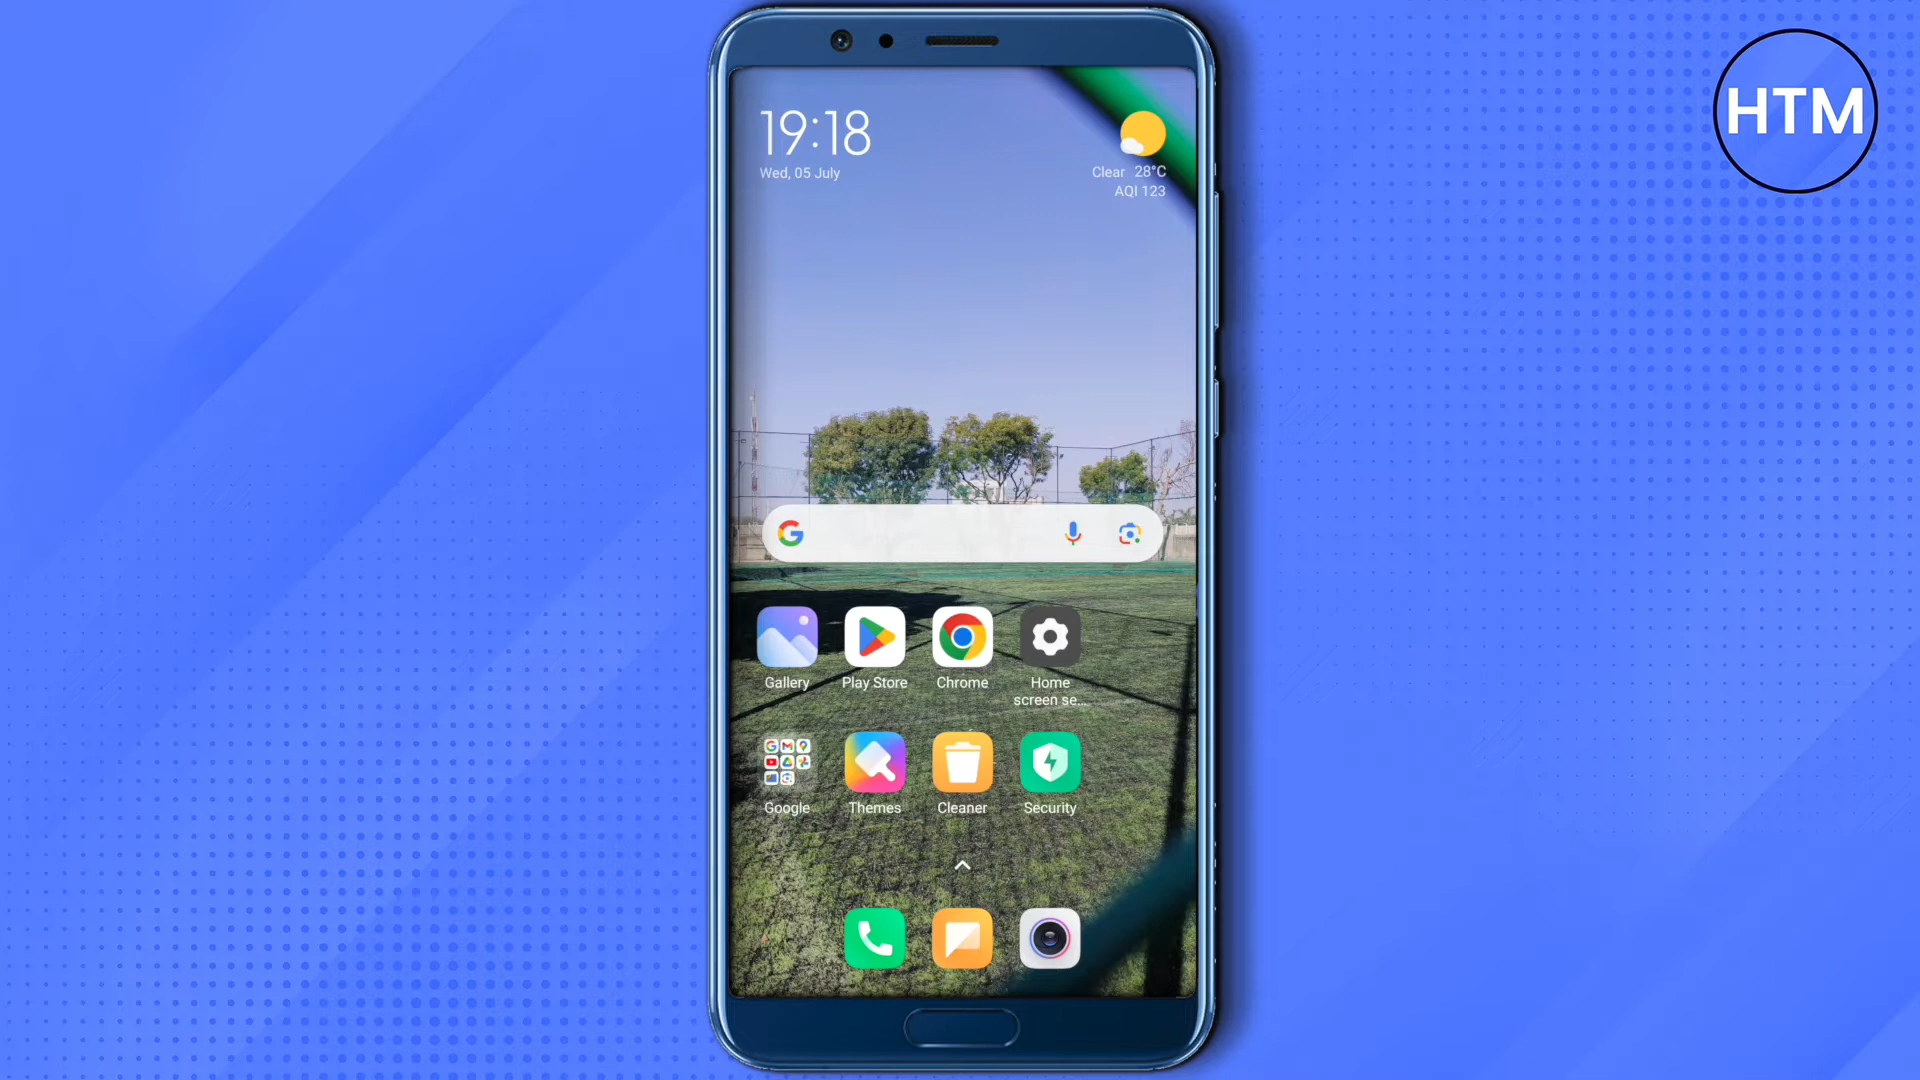 HTM
19:18
Wed, 05 July
Clear 28°C
AQI 123
Gallery
Play Store
Chrome
Home
screen se...
Google
Themes
Cleaner
Security